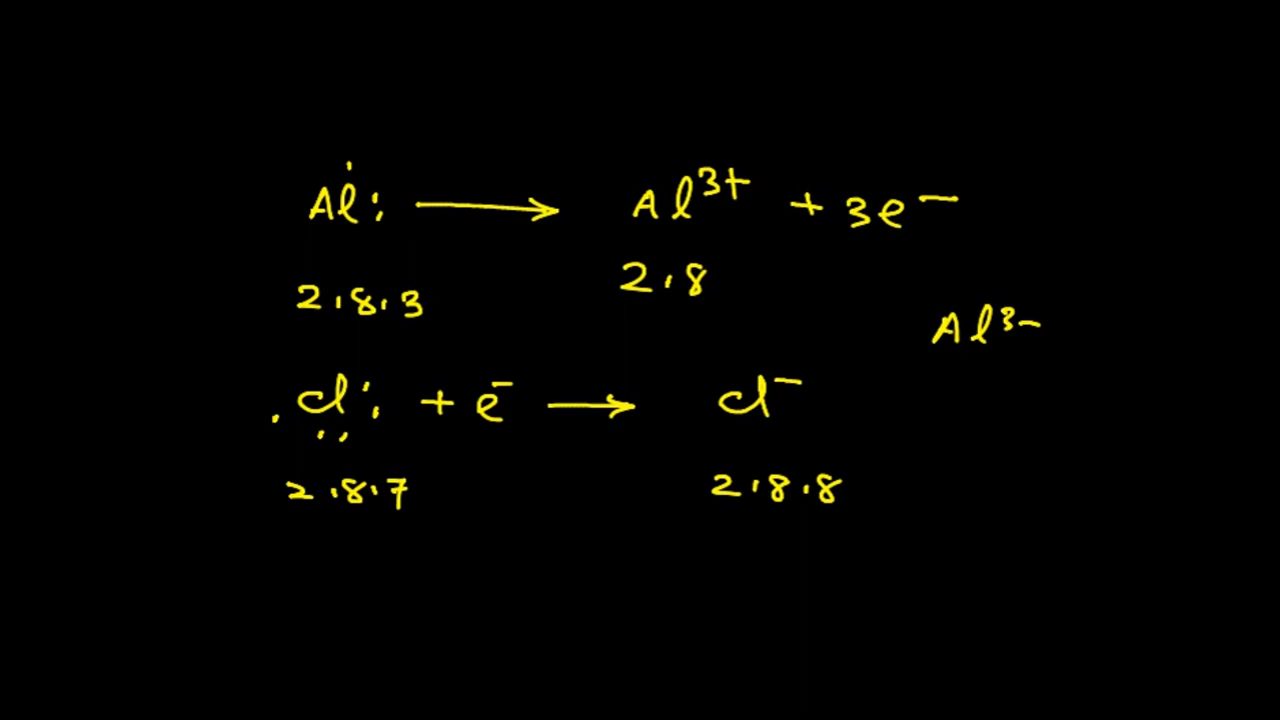 Al: ⟶ Al³⁺ + 3e⁻
2.8.3 2.8
Al³⁻
.Cl: + e⁻ ⟶ Cl⁻
2.8.7 2.8.8